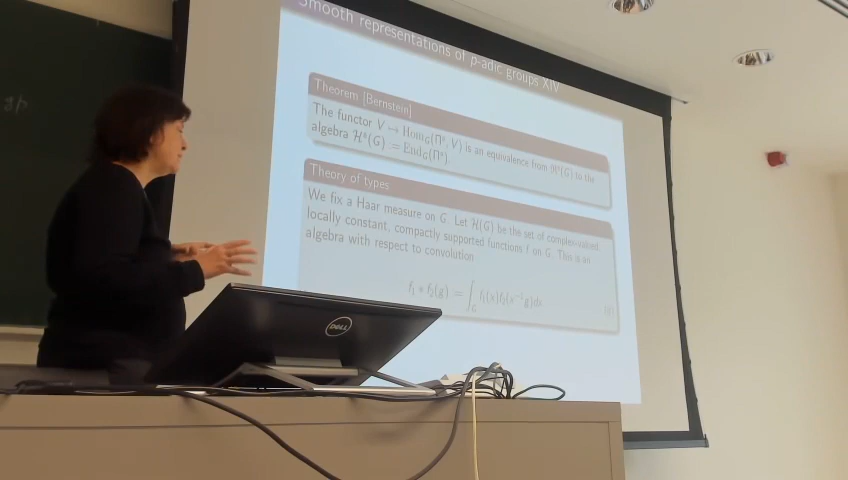 Smooth representations of p-adic groups XIV
Theorem [Bernstein]
The functor V ↦ Hom_G(Π^s, V) is an equivalence from ℜ^s(G) to the
algebra ℋ^s(G) := End_G(Π^s)
Theory of types
We fix a Haar measure on G. Let ℋ(G) be the set of complex-valued
locally constant, compactly supported functions f on G. This is an
algebra with respect to convolution
f₁ ∗ f₂(g) = ∫_G f₁(x)f₂(x⁻¹g)dx
DELL